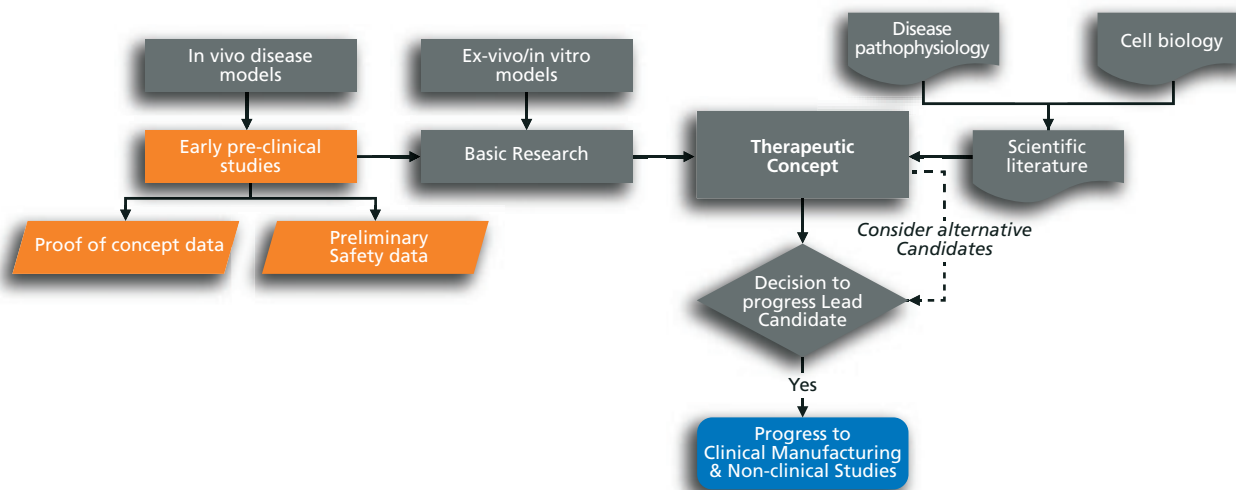 In vivo disease
models
Ex-vivo/in vitro
models
Disease
pathophysiology
Cell biology
Early pre-clinical
studies
Basic Research
Therapeutic
Concept
Scientific
literature
Proof of concept data
Preliminary
Safety data
Consider alternative
Candidates
Decision to
progress Lead
Candidate
Yes
Progress to
Clinical Manufacturing
& Non-clinical Studies